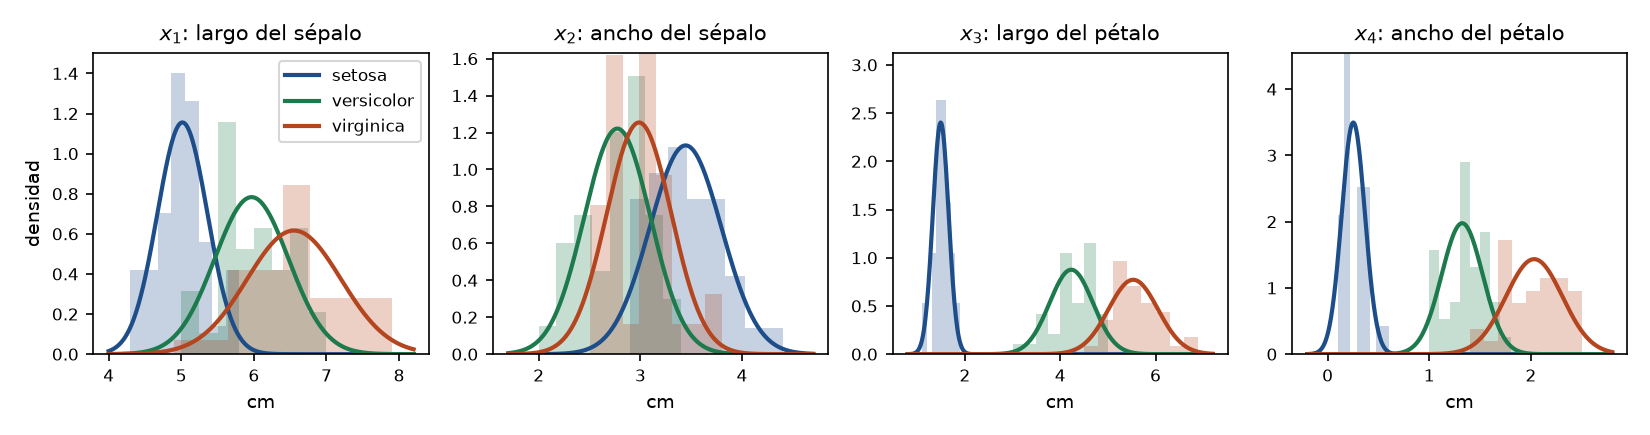 x₁: largo del sépalo
densidad
1.4
1.2
1.0
0.8
0.6
0.4
0.2
0.0
4 5 6 7 8
cm
setosa
versicolor
virginica
x₂: ancho del sépalo
1.6
1.4
1.2
1.0
0.8
0.6
0.4
0.2
0.0
2 3 4
cm
x₃: largo del pétalo
3.0
2.5
2.0
1.5
1.0
0.5
0.0
2 4 6
cm
x₄: ancho del pétalo
4
3
2
1
0
0 1 2
cm